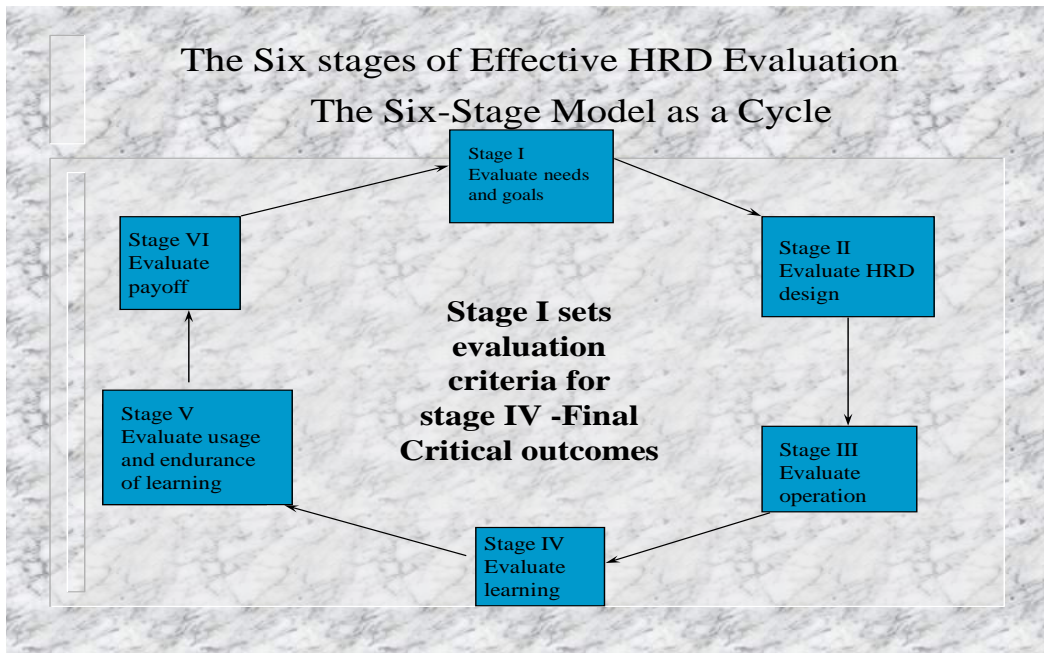 The Six stages of Effective HRD Evaluation
The Six-Stage Model as a Cycle
Stage I
Evaluate needs
and goals
Stage II
Evaluate HRD
design
Stage III
Evaluate
operation
Stage IV
Evaluate
learning
Stage V
Evaluate usage
and endurance
of learning
Stage VI
Evaluate
payoff
Stage I sets
evaluation
criteria for
stage IV -Final
Critical outcomes